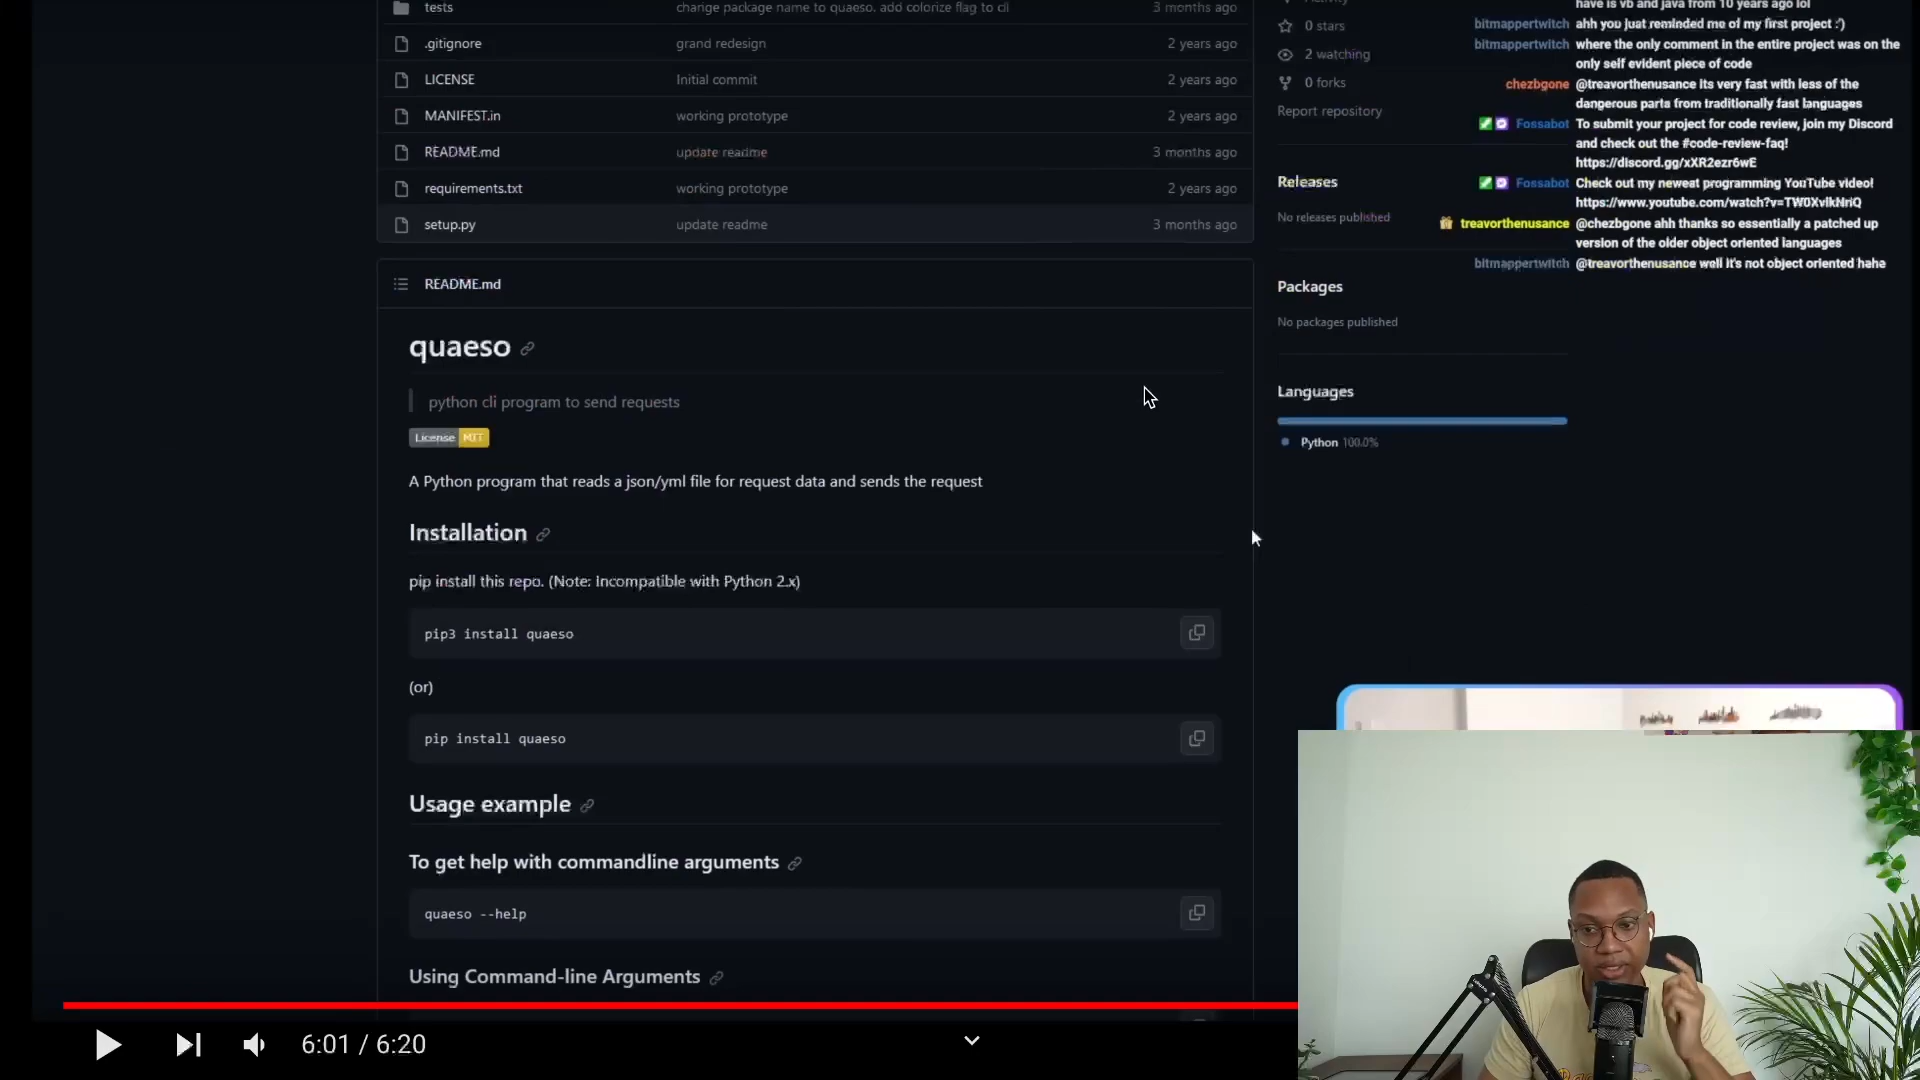 tests change package name to quaeso. add colorize flag to cli 3 months ago
.gitignore grand redesign 2 years ago
LICENSE Initial commit 2 years ago
MANIFEST.in working prototype 2 years ago
README.md update readme 3 months ago
requirements.txt working prototype 2 years ago
setup.py update readme 3 months ago
README.md
quaeso
python cli program to send requests
License MIT
A Python program that reads a json/yml file for request data and sends the request
Installation
pip install this repo. (Note: Incompatible with Python 2.x)
pip3 install quaeso
(or)
pip install quaeso
Usage example
To get help with commandline arguments
quaeso --help
Using Command-line Arguments
Activity
0 stars
2 watching
0 forks
Report repository
Releases
No releases published
Packages
No packages published
Languages
Python 100.0%
have is vb and java from 10 years ago lol
bitmappertwitch ahh you just reminded me of my first project :')
bitmappertwitch where the only comment in the entire project was on the
only self evident piece of code
chezbgone @treavorthenusance Its very fast with less of the
dangerous parts from traditionally fast languages
Fossabot To submit your project for code review, join my Discord
and check out the #code-review-faq!
https://discord.gg/xXR2ezr6wE
Fossabot Check out my newest programming YouTube video!
treavorthenusance @chezbgone ahh thanks so essentially a patched up
version of the older object oriented languages
bitmappertwitch @treavorthenusance well it's not object oriented haha
6:01 / 6:20